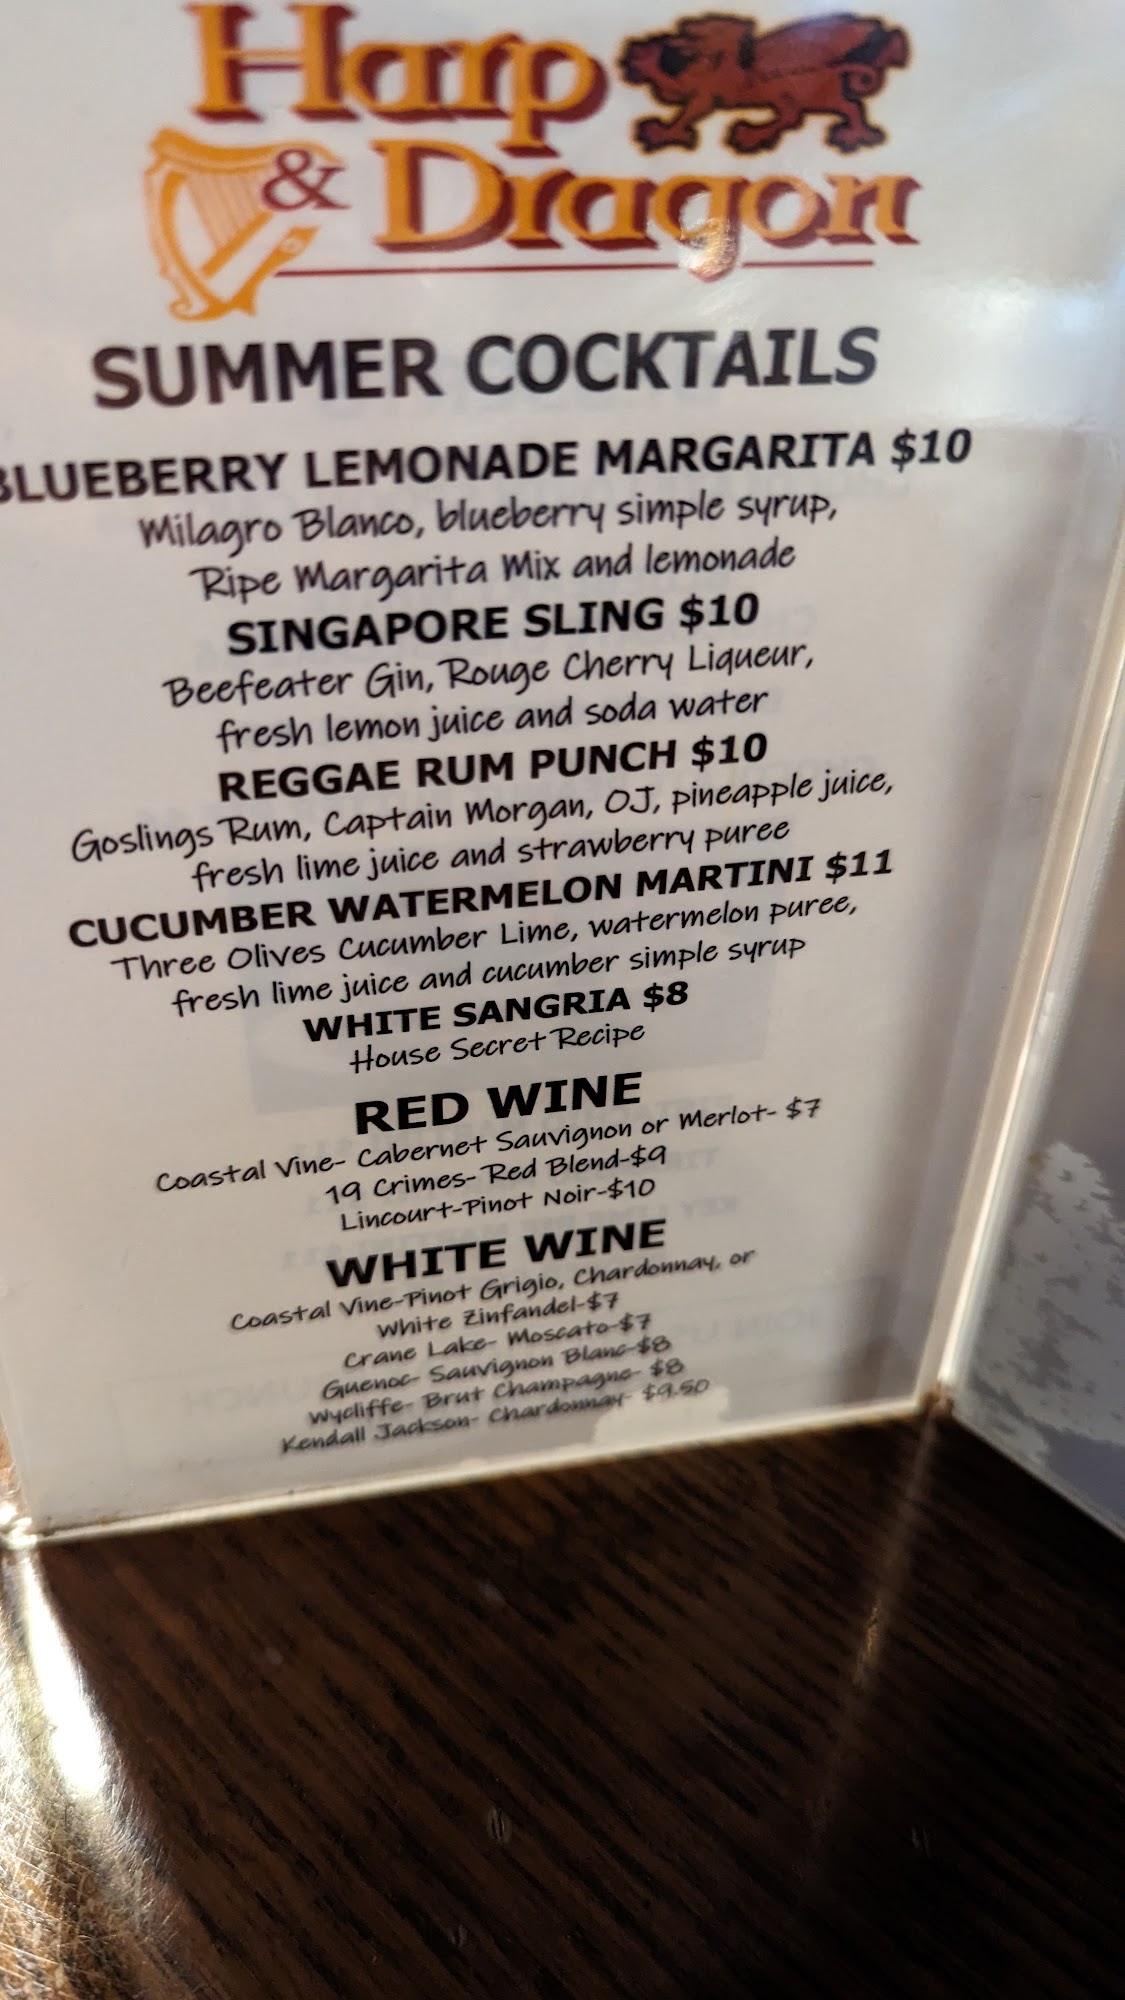 Harp
& Dragon
SUMMER COCKTAILS
BLUEBERRY LEMONADE MARGARITA $10
Milagro Blanco, blueberry simple syrup,
Ripe Margarita Mix and lemonade
SINGAPORE SLING $10
Beefeater Gin, Rouge Cherry Liqueur,
fresh lemon juice and soda water
REGGAE RUM PUNCH $10
Goslings Rum, Captain Morgan, OJ, pineapple juice,
fresh lime juice and strawberry puree
CUCUMBER WATERMELON MARTINI $11
Three Olives Cucumber Lime, watermelon puree,
fresh lime juice and cucumber simple syrup
WHITE SANGRIA $8
House Secret Recipe
RED WINE
Coastal Vine- Cabernet Sauvignon or Merlot- $7
19 Crimes- Red Blend-$9
Lincourt-Pinot Noir-$10
WHITE WINE
Coastal Vine-Pinot Grigio, Chardonnay, or
White Zinfandel-$7
Crane Lake- Moscato-$7
Guenoc- Sauvignon Blanc-$8
Wycliffe- Brut Champagne- $8
Kendall Jackson- Chardonnay- $9.50